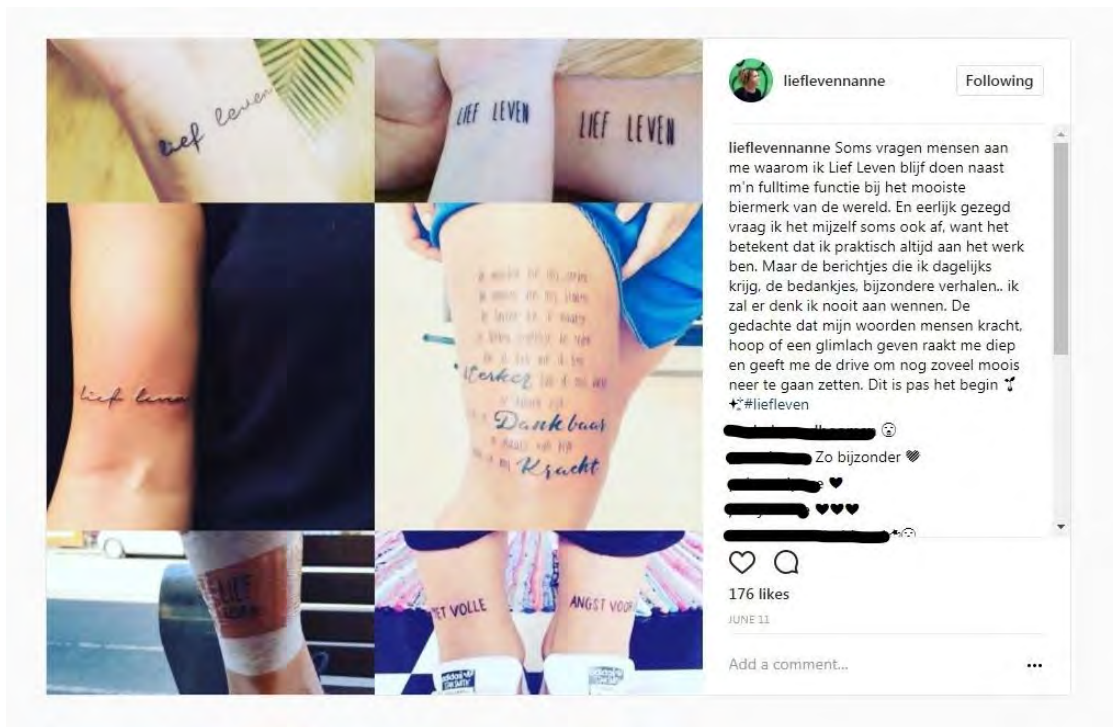 lief leven
LIEF LEVEN
LIEF LEVEN
lief leven
Sterker
Dankbaar
Kracht
LIEF
ET VOLLE
ANGST VOOR
lieflevennanne
Following
lieflevennanne Soms vragen mensen aan
me waarom ik Lief Leven blijf doen naast
m'n fulltime functie bij het mooiste
biermerk van de wereld. En eerlijk gezegd
vraag ik het mijzelf soms ook af, want het
betekent dat ik praktisch altijd aan het werk
ben. Maar de berichtjes die ik dagelijks
krijg, de bedankjes, bijzondere verhalen.. ik
zal er denk ik nooit aan wennen. De
gedachte dat mijn woorden mensen kracht,
hoop of een glimlach geven raakt me diep
en geeft me de drive om nog zoveel moois
neer te gaan zetten. Dit is pas het begin
#liefleven
Zo bijzonder
176 likes
JUNE 11
Add a comment...